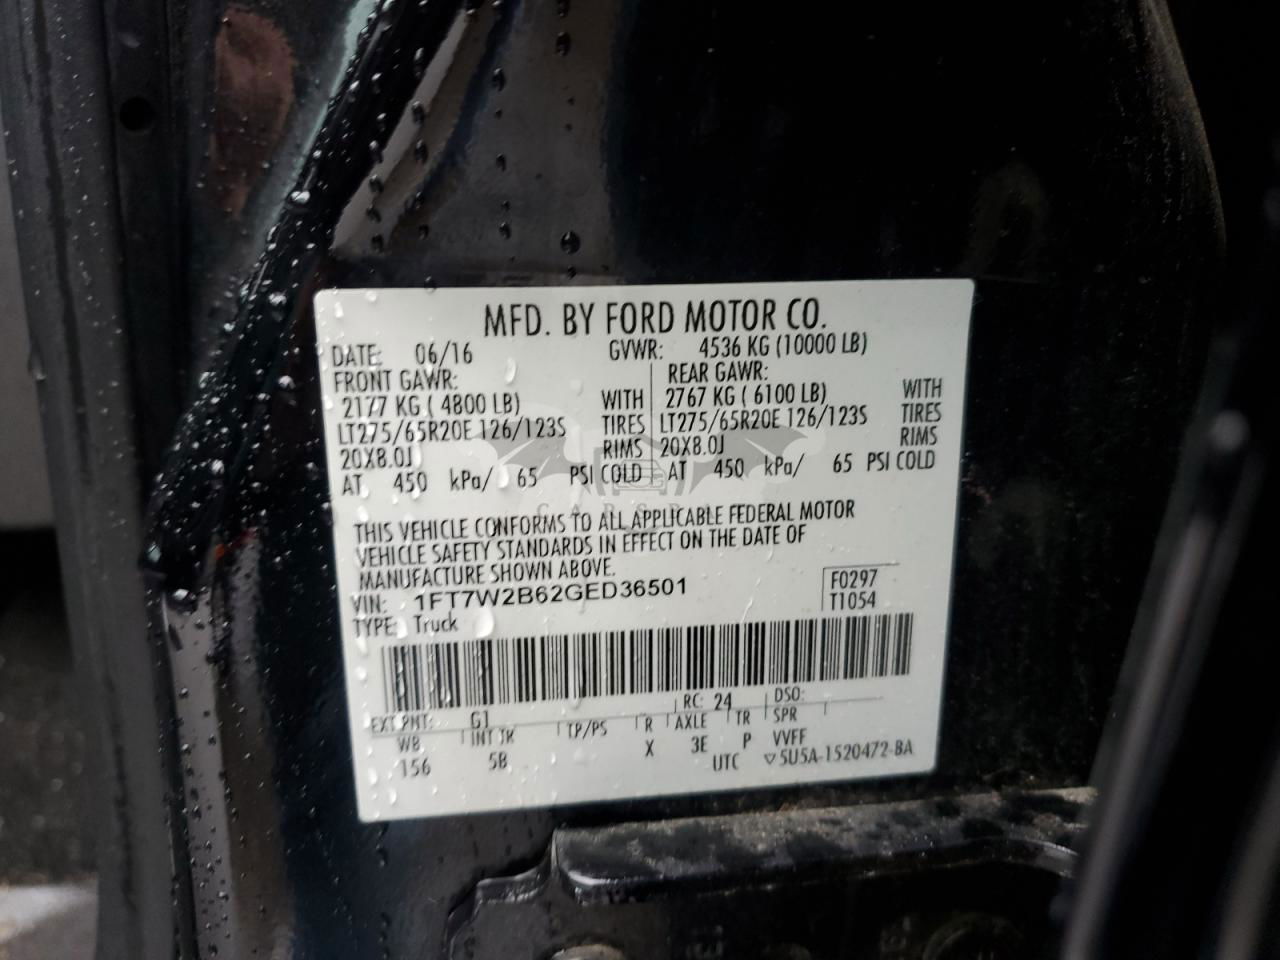 MFD. BY FORD MOTOR CO.
DATE: 06/16 GVWR: 4536 KG (10000 LB)
FRONT GAWR: REAR GAWR:
2177 KG ( 4800 LB) WITH 2767 KG ( 6100 LB) WITH
LT275/65R20E 126/123S TIRES LT275/65R20E 126/123S TIRES
20X8.0J RIMS 20X8.0J RIMS
AT 450 kPa/ 65 PSI COLD AT 450 kPa/ 65 PSI COLD
THIS VEHICLE CONFORMS TO ALL APPLICABLE FEDERAL MOTOR
VEHICLE SAFETY STANDARDS IN EFFECT ON THE DATE OF
MANUFACTURE SHOWN ABOVE.
VIN: 1FT7W2B62GED36501 F0297
TYPE: Truck T1054
EXT PNT: G1 RC: 24 DSO:
WB INT TR TP/PS R AXLE TR SPR
156 5B X 3E P VVFF
UTC ▽5U5A-1520472-BA